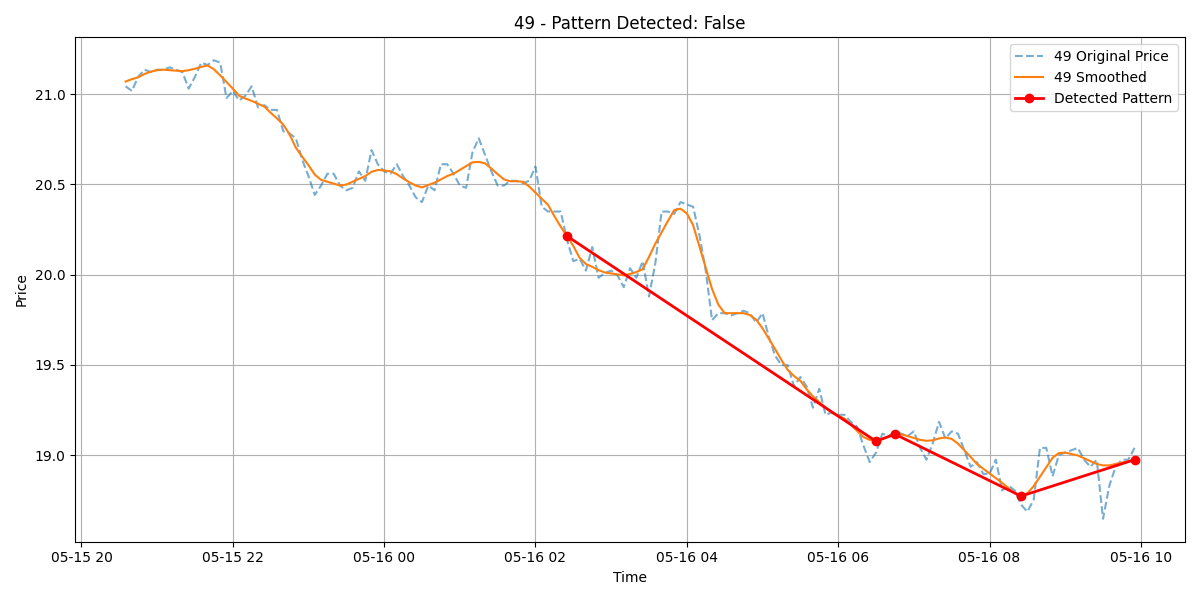 49 - Pattern Detected: False
49 Original Price
49 Smoothed
Detected Pattern
Price
21.0
20.5
20.0
19.5
19.0
05-15 20
05-15 22
05-16 00
05-16 02
05-16 04
05-16 06
05-16 08
05-16 10
Time